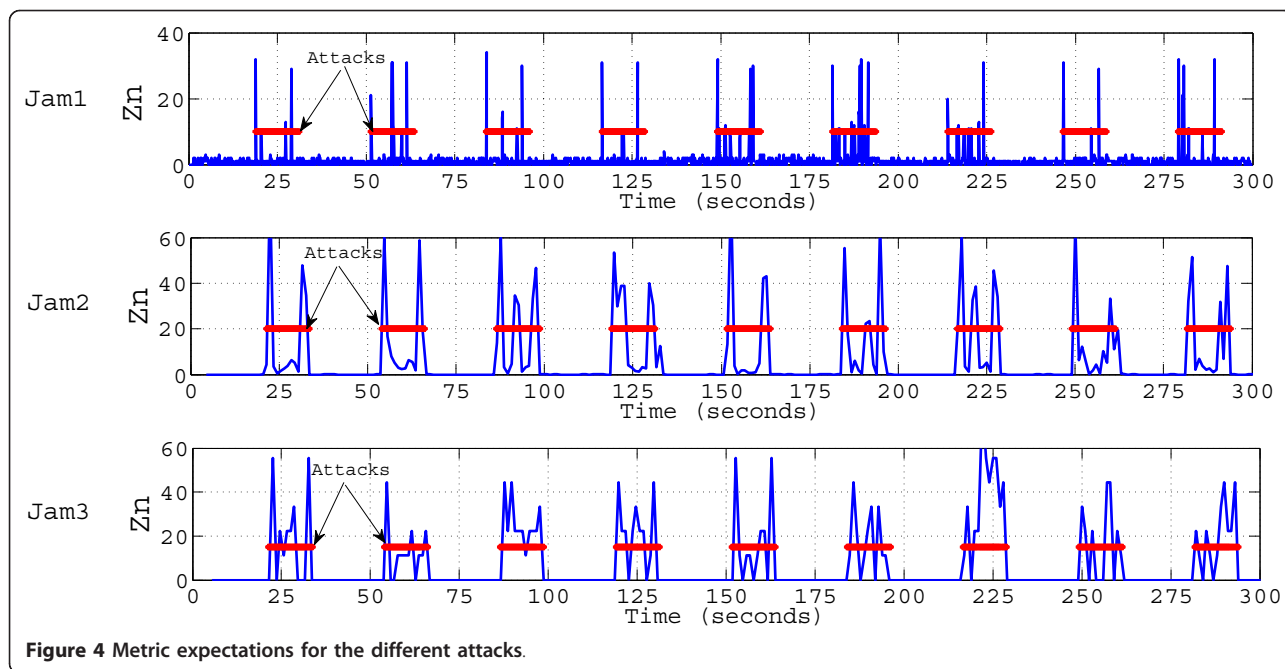 Jam1
Zn
40
20
0
Attacks
0 25 50 75 100 125 150 175 200 225 250 275 300
Time (seconds)
Jam2
Zn
60
40
20
0
Attacks
0 25 50 75 100 125 150 175 200 225 250 275 300
Time (seconds)
Jam3
Zn
60
40
20
0
Attacks
0 25 50 75 100 125 150 175 200 225 250 275 300
Time (seconds)
Figure 4 Metric expectations for the different attacks.